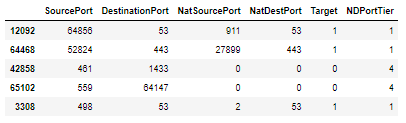 SourcePort DestinationPort NatSourcePort NatDestPort Target NDPortTier
12092 64856 53 911 53 1 1
64468 52824 443 27899 443 1 1
42858 461 1433 0 0 0 4
65102 559 64147 0 0 0 4
3308 498 53 2 53 1 1